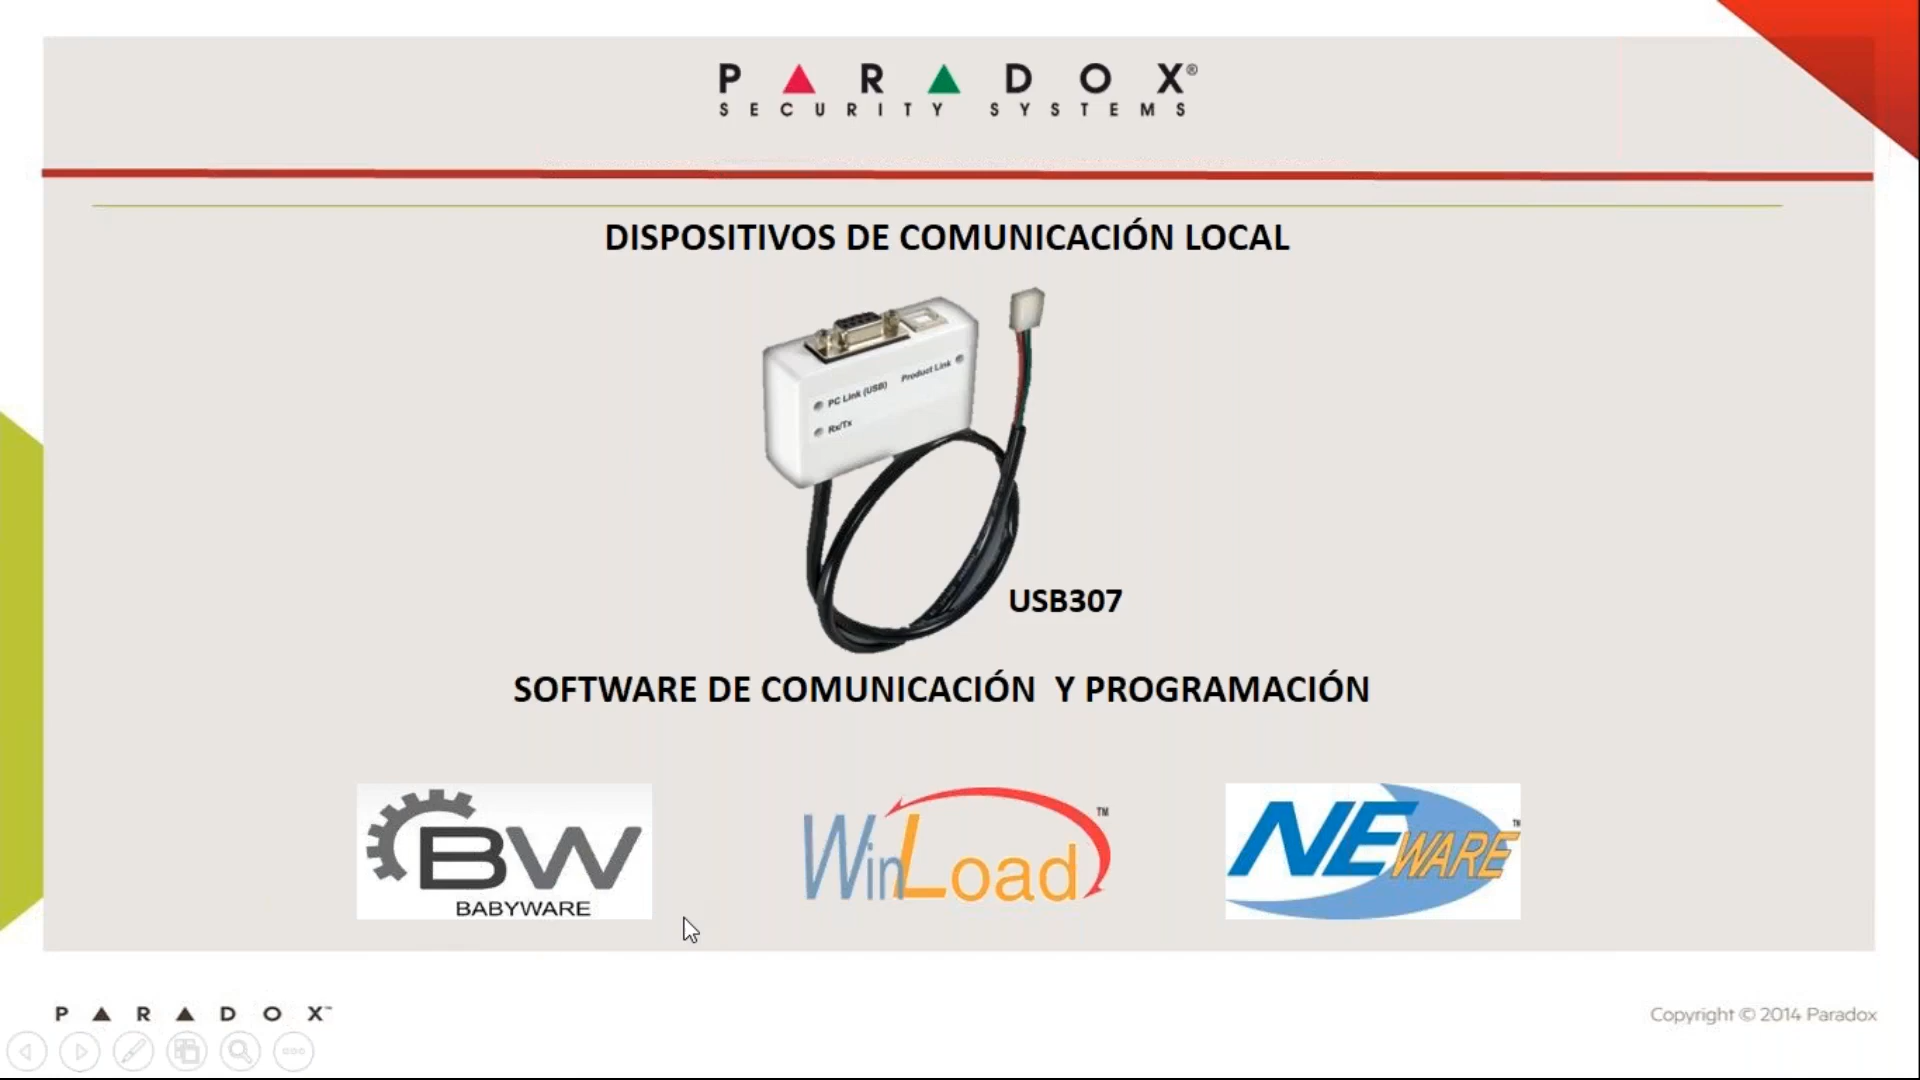 PARADOX®
SECURITY SYSTEMS
DISPOSITIVOS DE COMUNICACIÓN LOCAL
PC Link (USB) Product Link
Rx/Tx
USB307
SOFTWARE DE COMUNICACIÓN Y PROGRAMACIÓN
BW
BABYWARE
WinLoad™
NEWARE™
PARADOX™
Copyright © 2014 Paradox